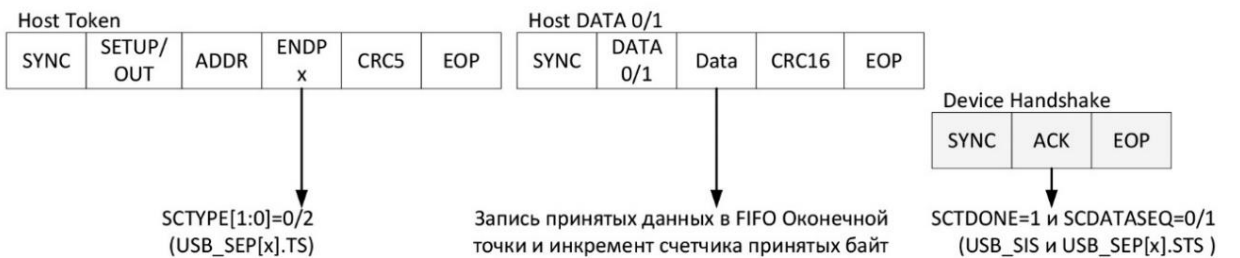 Host Token
SYNC SETUP/ OUT ADDR ENDP x CRC5 EOP
Host DATA 0/1
SYNC DATA 0/1 Data CRC16 EOP
Device Handshake
SYNC ACK EOP
SCTYPE[1:0]=0/2
(USB_SEP[x].TS)
Запись принятых данных в FIFO Оконечной
точки и инкремент счетчика принятых байт
SCTDONE=1 и SCDATASEQ=0/1
(USB_SIS и USB_SEP[x].STS )